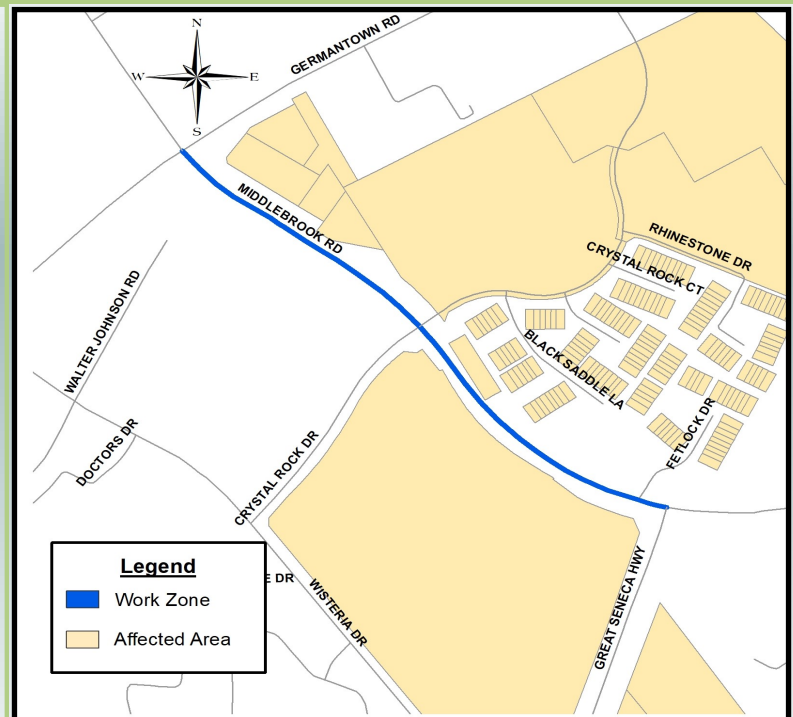 N
GERMANTOWN RD
W
E
S
MIDDLEBROOK RD
RHINESTONE DR
CRYSTAL ROCK CT
WALTER JOHNSON RD
BLACK SADDLE LA
FETLOCK DR
DOCTORS DR
CRYSTAL ROCK DR
GREAT SENECA HWY
WISTERIA DR
E DR
Legend
Work Zone
Affected Area